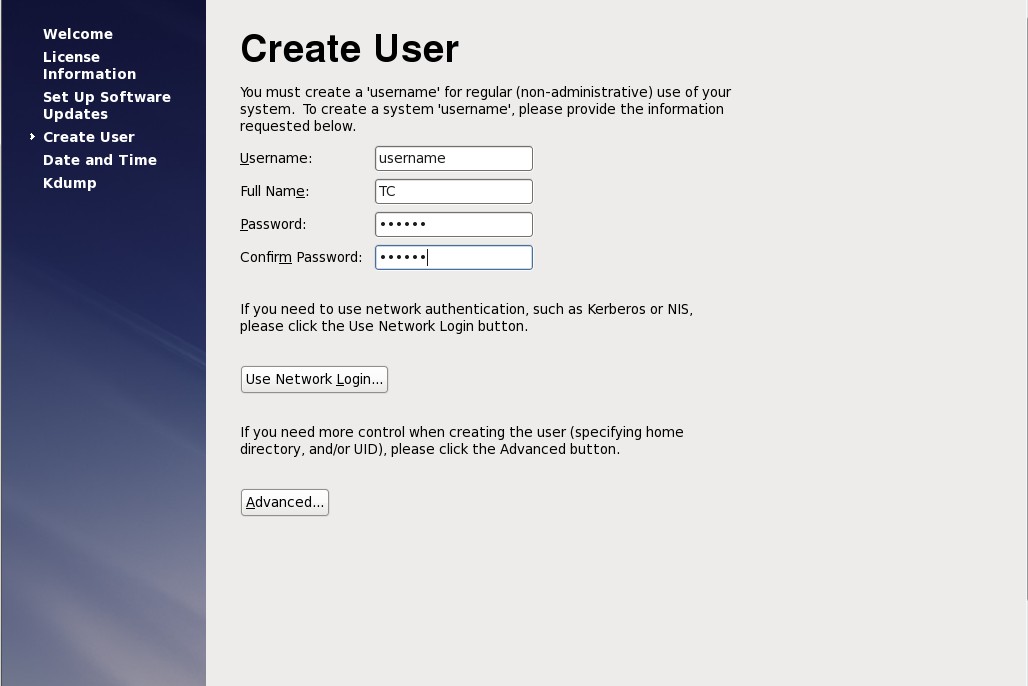 Welcome
License
Information
Set Up Software
Updates
Create User
Date and Time
Kdump
Create User
You must create a 'username' for regular (non-administrative) use of your
system.  To create a system 'username', please provide the information
requested below.
Username: username
Full Name: TC
Password: ••••••
Confirm Password: ••••••
If you need to use network authentication, such as Kerberos or NIS,
please click the Use Network Login button.
Use Network Login...
If you need more control when creating the user (specifying home
directory, and/or UID), please click the Advanced button.
Advanced...